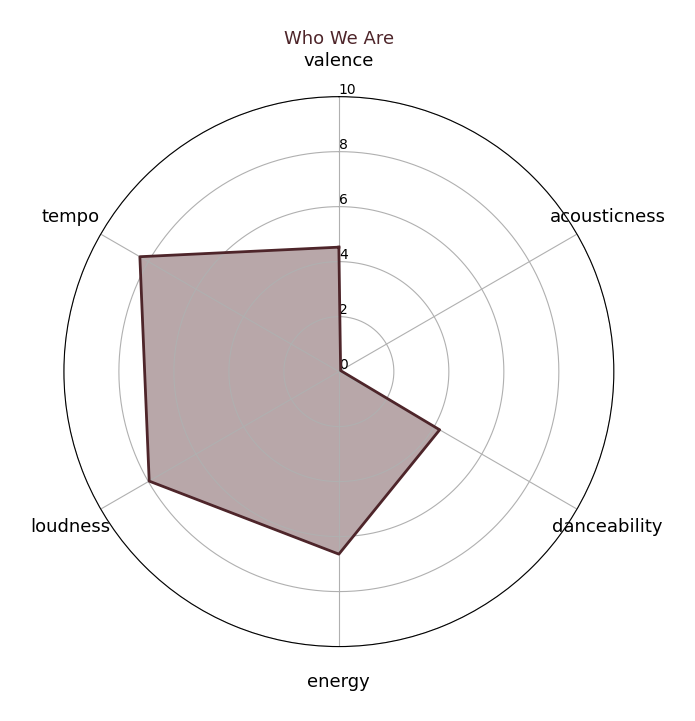 Who We Are
valence
10
8
6
4
2
0
tempo
acousticness
loudness
danceability
energy